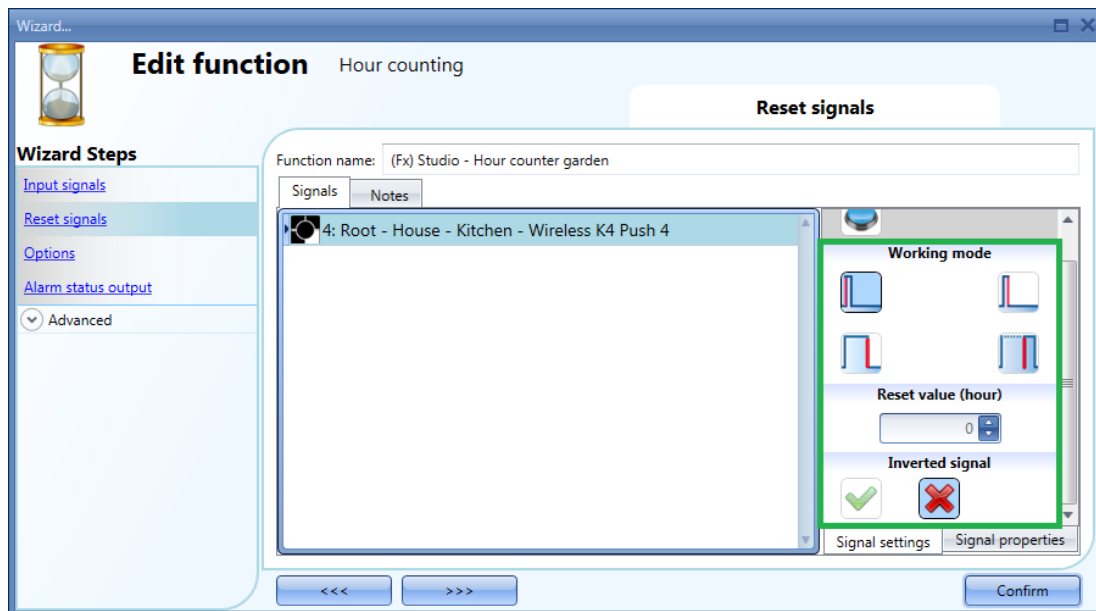 Wizard...
Edit function Hour counting
Reset signals
Wizard Steps
Input signals
Reset signals
Options
Alarm status output
Advanced
Function name: (Fx) Studio - Hour counter garden
Signals Notes
4: Root - House - Kitchen - Wireless K4 Push 4
Working mode
Reset value (hour)
0
Inverted signal
Signal settings Signal properties
<<< >>> Confirm